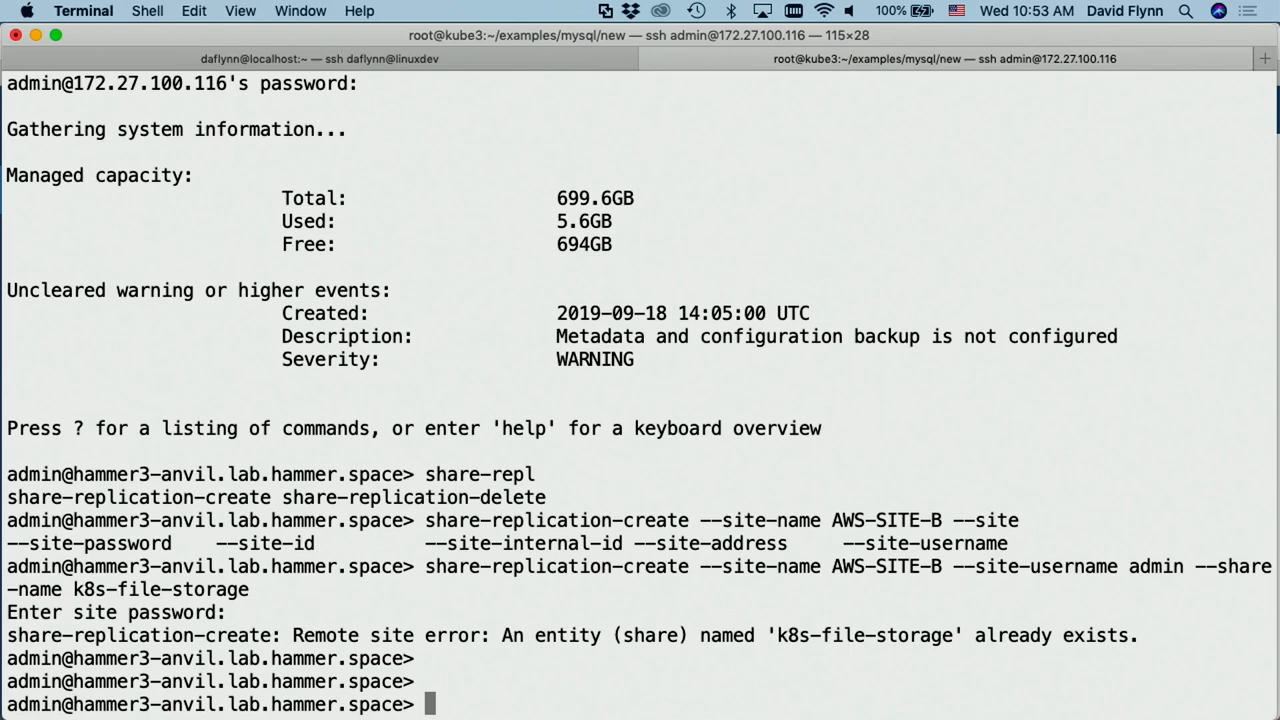 Terminal Shell Edit View Window Help 100% Wed 10:53 AM David Flynn
root@kube3:~/examples/mysql/new — ssh admin@172.27.100.116 — 115×28
daflynn@localhost:~ — ssh daflynn@linuxdev root@kube3:~/examples/mysql/new — ssh admin@172.27.100.116 +
admin@172.27.100.116's password:
Gathering system information...
Managed capacity:
Total: 699.6GB
Used: 5.6GB
Free: 694GB
Uncleared warning or higher events:
Created: 2019-09-18 14:05:00 UTC
Description: Metadata and configuration backup is not configured
Severity: WARNING
Press ? for a listing of commands, or enter 'help' for a keyboard overview
admin@hammer3-anvil.lab.hammer.space> share-repl
share-replication-create share-replication-delete
admin@hammer3-anvil.lab.hammer.space> share-replication-create --site-name AWS-SITE-B --site
--site-password --site-id --site-internal-id --site-address --site-username
admin@hammer3-anvil.lab.hammer.space> share-replication-create --site-name AWS-SITE-B --site-username admin --share
-name k8s-file-storage
Enter site password:
share-replication-create: Remote site error: An entity (share) named 'k8s-file-storage' already exists.
admin@hammer3-anvil.lab.hammer.space>
admin@hammer3-anvil.lab.hammer.space>
admin@hammer3-anvil.lab.hammer.space>